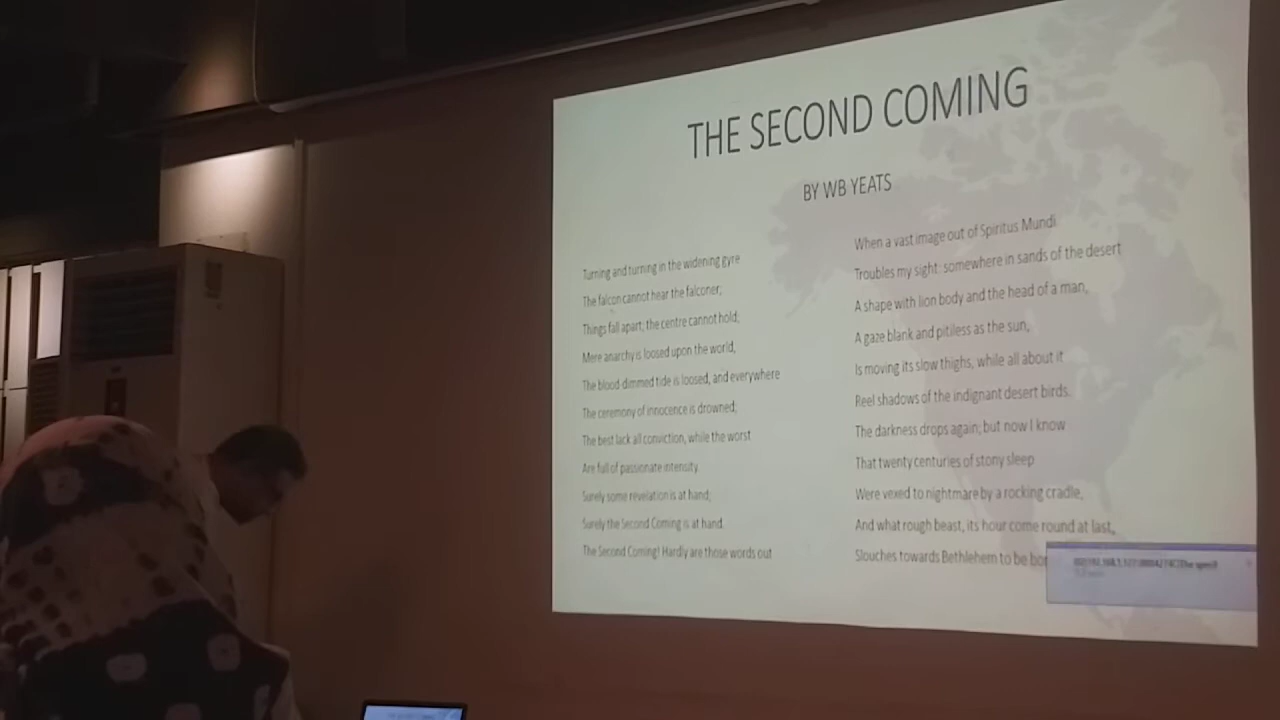 THE SECOND COMING
BY WB YEATS
Turning and turning in the widening gyre
The falcon cannot hear the falconer;
Things fall apart; the centre cannot hold;
Mere anarchy is loosed upon the world,
The blood-dimmed tide is loosed, and everywhere
The ceremony of innocence is drowned;
The best lack all conviction, while the worst
Are full of passionate intensity.
Surely some revelation is at hand;
Surely the Second Coming is at hand.
The Second Coming! Hardly are those words out
When a vast image out of Spiritus Mundi
Troubles my sight: somewhere in sands of the desert
A shape with lion body and the head of a man,
A gaze blank and pitiless as the sun,
Is moving its slow thighs, while all about it
Reel shadows of the indignant desert birds.
The darkness drops again; but now I know
That twenty centuries of stony sleep
Were vexed to nightmare by a rocking cradle,
And what rough beast, its hour come round at last,
Slouches towards Bethlehem to be